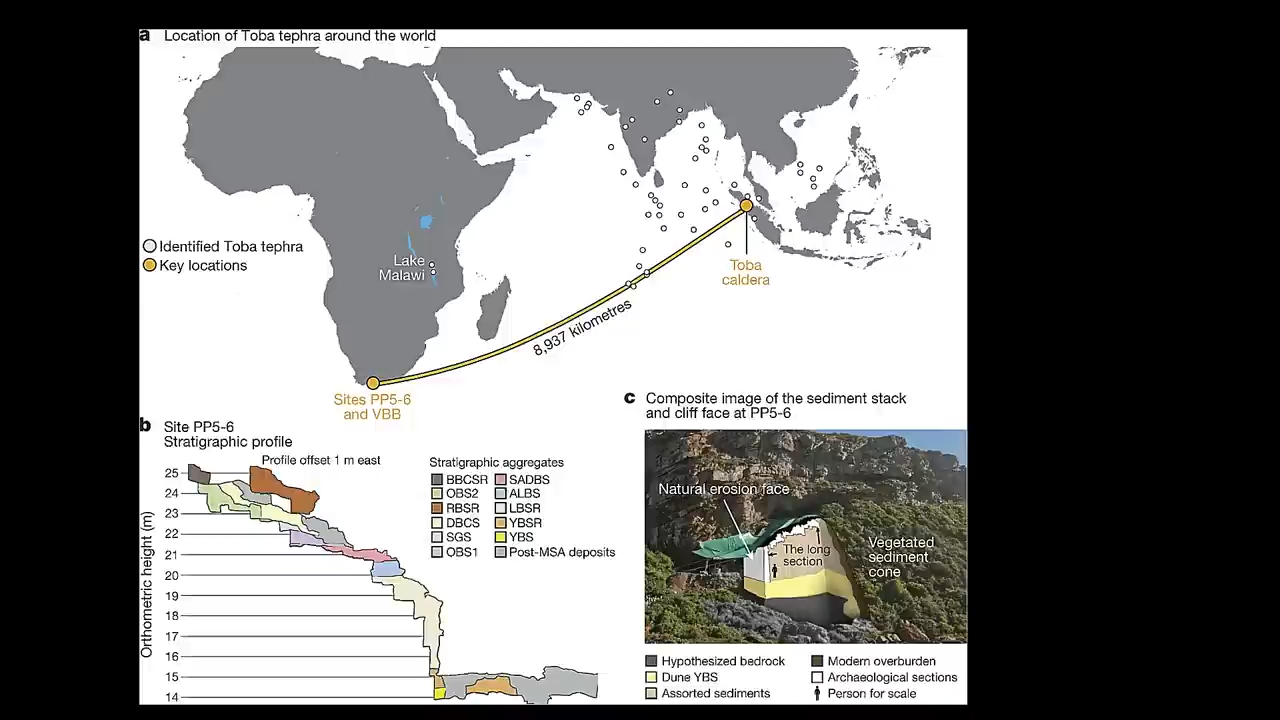 a Location of Toba tephra around the world
Identified Toba tephra
Key locations
Lake
Malawi
Toba
caldera
8,937 kilometres
Sites PP5-6
and VBB
b Site PP5-6
Stratigraphic profile
Profile offset 1 m east
Orthometric height (m)
25
24
23
22
21
20
19
18
17
16
15
14
Stratigraphic aggregates
BBCSR SADBS
OBS2 ALBS
RBSR LBSR
DBCS YBSR
SGS YBS
OBS1 Post-MSA deposits
c Composite image of the sediment stack
and cliff face at PP5-6
Natural erosion face
The long
section
Vegetated
sediment
cone
Hypothesized bedrock Modern overburden
Dune YBS Archaeological sections
Assorted sediments Person for scale